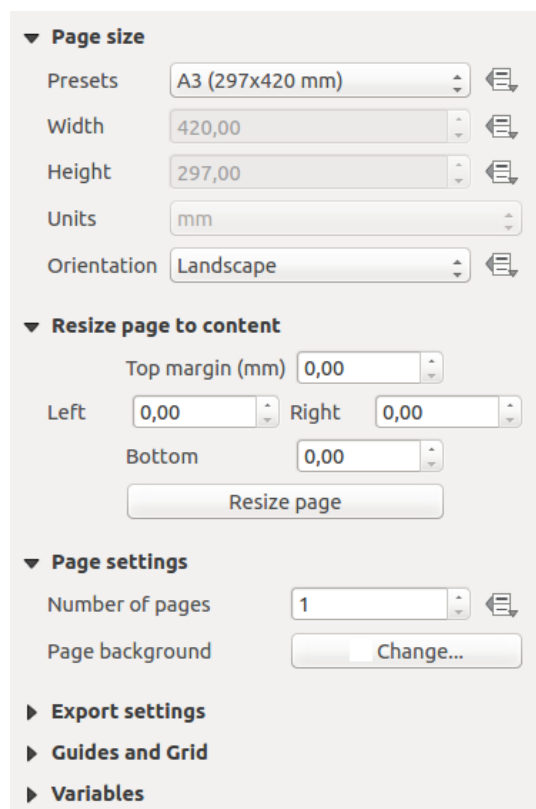 Page size
Presets A3 (297x420 mm)
Width 420,00
Height 297,00
Units mm
Orientation Landscape
Resize page to content
Top margin (mm) 0,00
Left 0,00 Right 0,00
Bottom 0,00
Resize page
Page settings
Number of pages 1
Page background Change...
Export settings
Guides and Grid
Variables